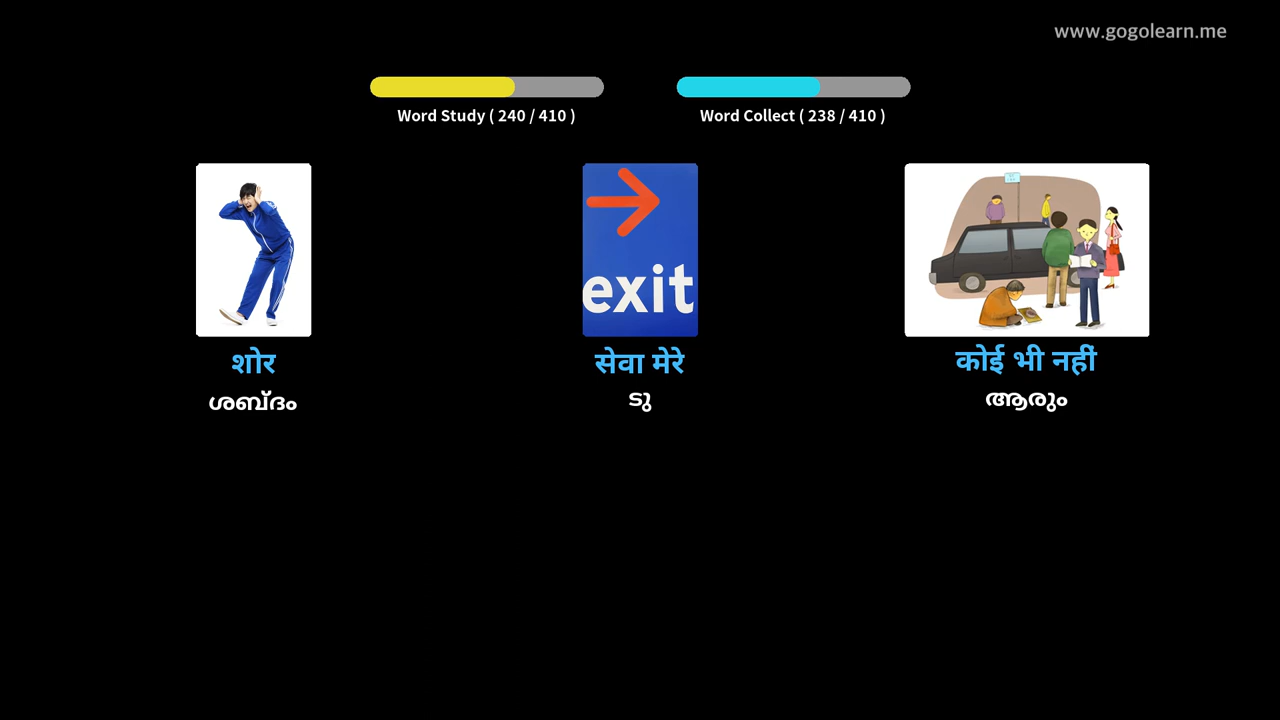 www.gogolearn.me
Word Study ( 240 / 410 )
Word Collect ( 238 / 410 )
exit
शोर
सेवा मेरे
कोई भी नहीं
ശബ്ദം
ടു
ആരും